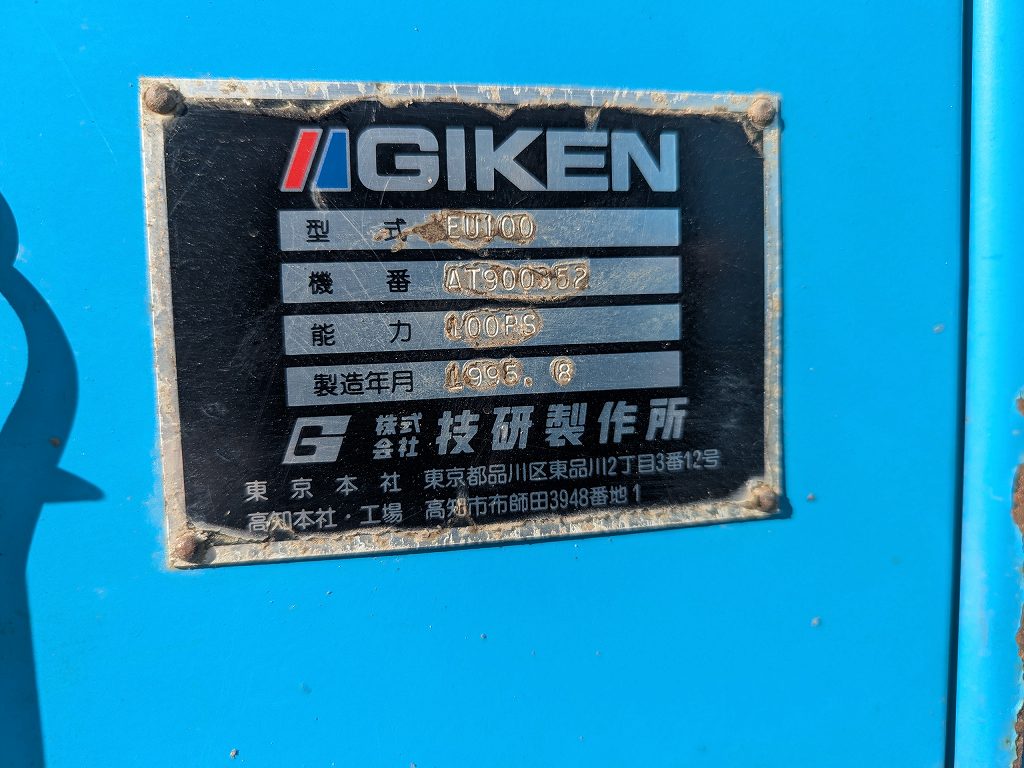 GIKEN
型式 EU100
機番 AT900352
能力 100PS
製造年月 1995. 8
G 株式会社 技研製作所
東京本社 東京都品川区東品川2丁目3番12号
高知本社・工場 高知市布師田3948番地1